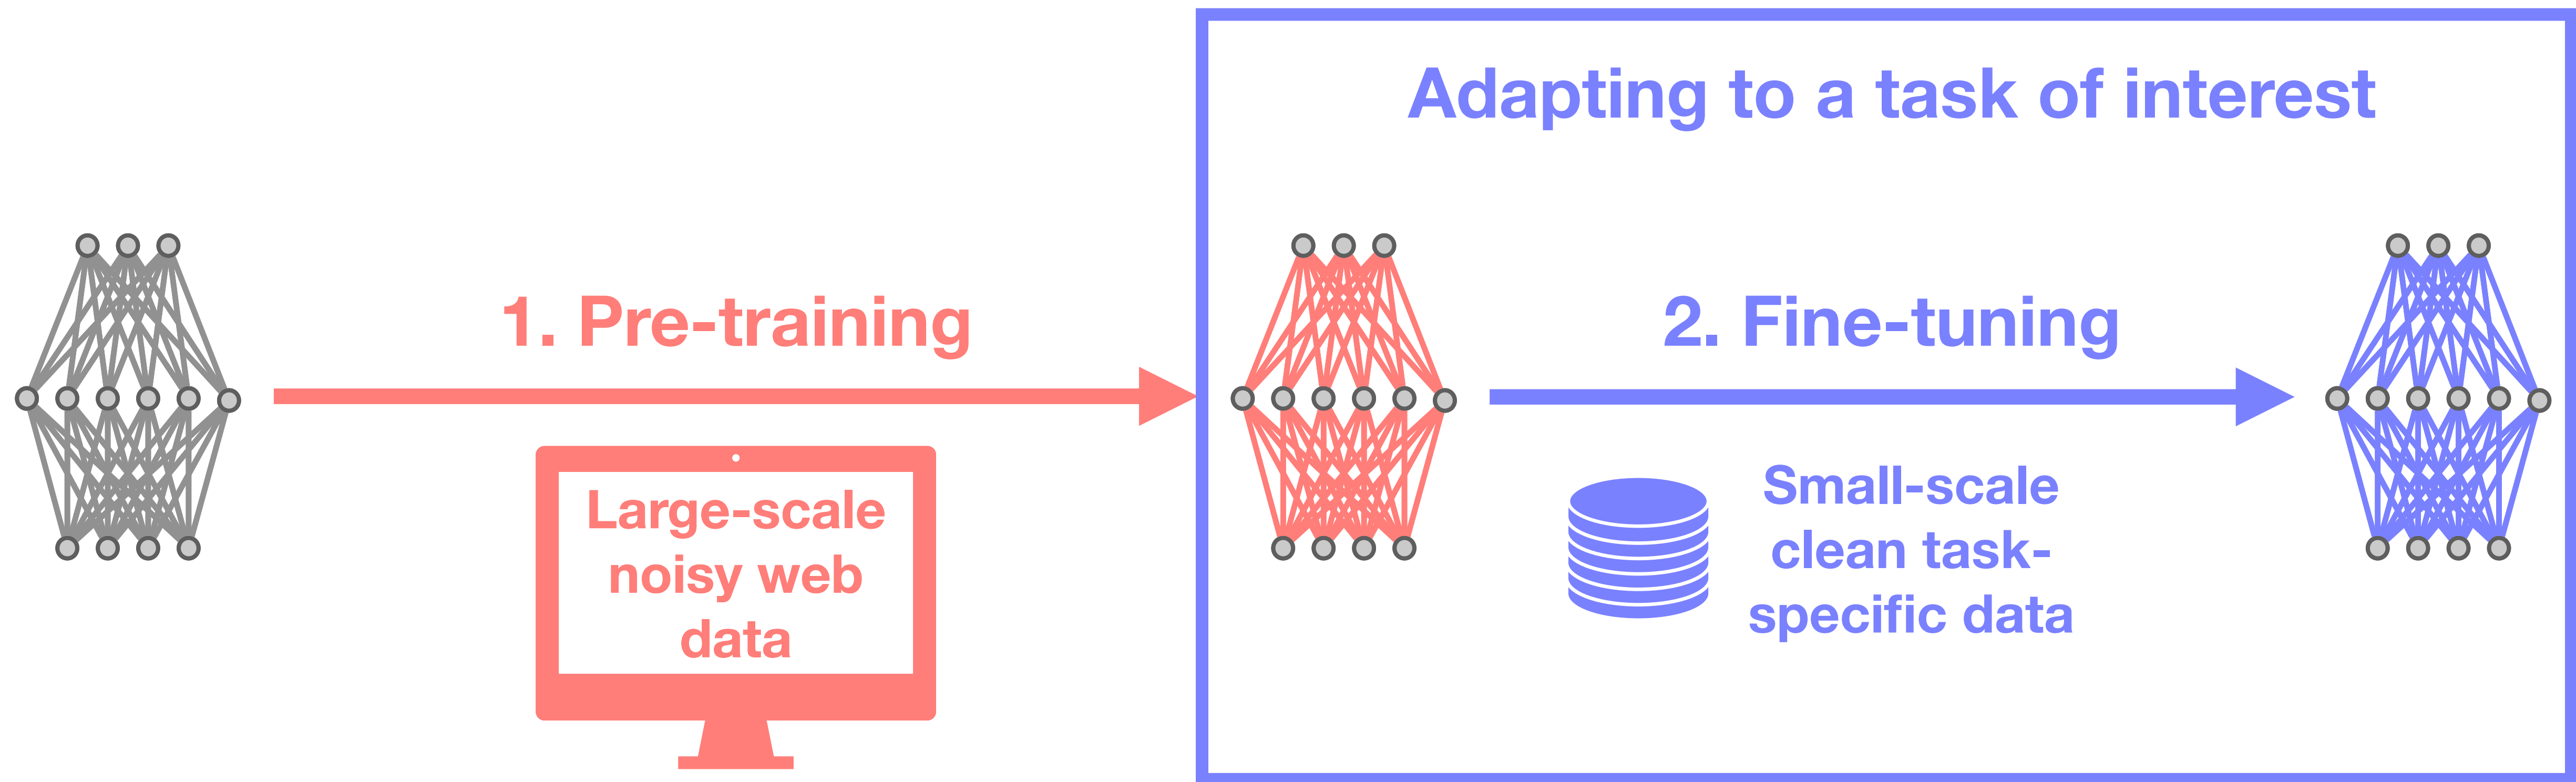 Adapting to a task of interest
1. Pre-training
Large-scale
noisy web
data
2. Fine-tuning
Small-scale
clean task-
specific data